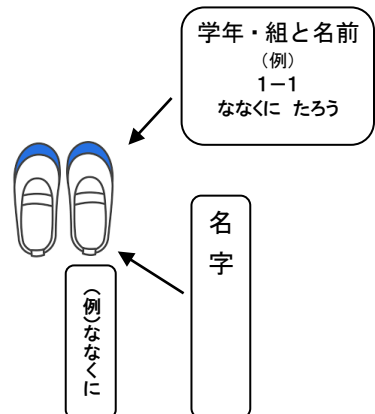 学年・組と名前
（例）
１－１
ななくに たろう
名字
（例）ななくに